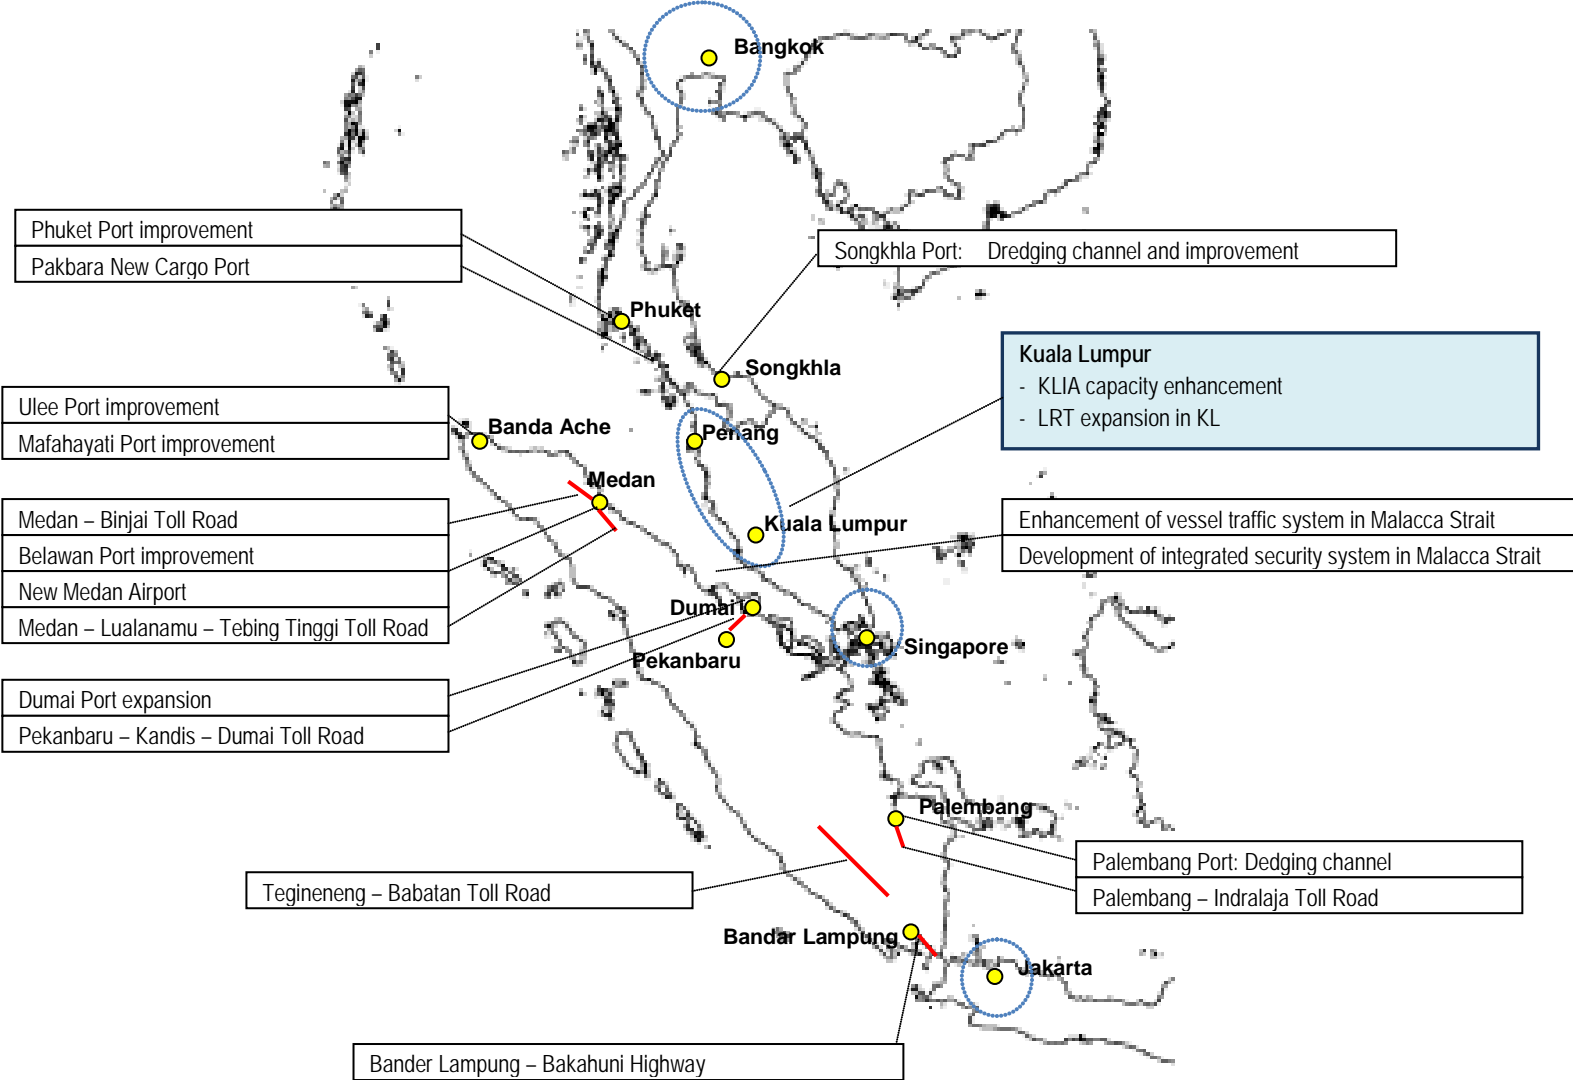 Bangkok
Phuket Port improvement
Pakbara New Cargo Port
Songkhla Port: Dredging channel and improvement
Phuket
Songkhla
Kuala Lumpur
- KLIA capacity enhancement
- LRT expansion in KL
Ulee Port improvement
Mafahayati Port improvement
Banda Ache
Penang
Medan
Medan – Binjai Toll Road
Belawan Port improvement
New Medan Airport
Medan – Lualanamu – Tebing Tinggi Toll Road
Kuala Lumpur
Enhancement of vessel traffic system in Malacca Strait
Development of integrated security system in Malacca Strait
Dumai
Pekanbaru
Singapore
Dumai Port expansion
Pekanbaru – Kandis – Dumai Toll Road
Palembang
Palembang Port: Dedging channel
Palembang – Indralaja Toll Road
Tegineneng – Babatan Toll Road
Bandar Lampung
Jakarta
Bander Lampung – Bakahuni Highway